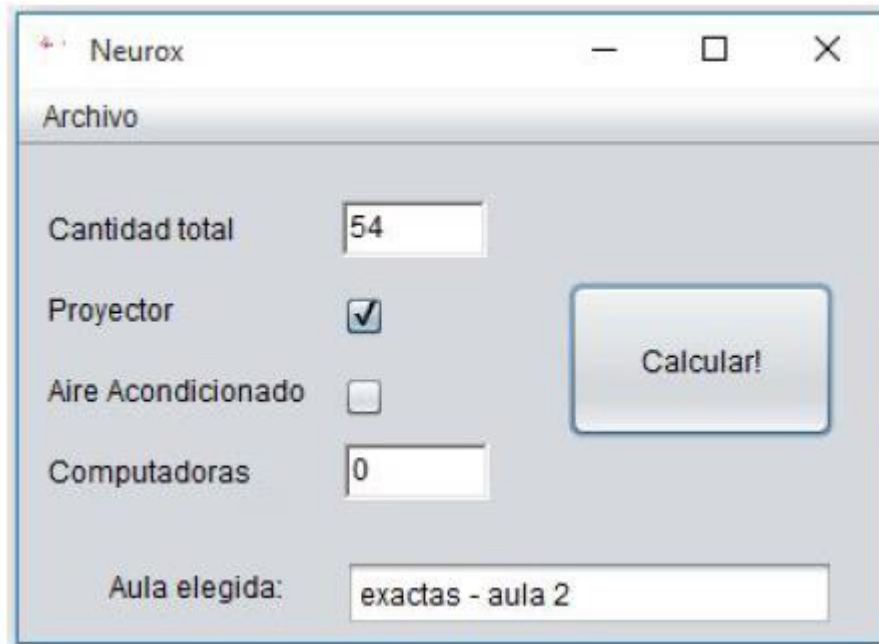 Neurox
Archivo
Cantidad total 54
Proyector
Calcular!
Aire Acondicionado
Computadoras 0
Aula elegida: exactas - aula 2